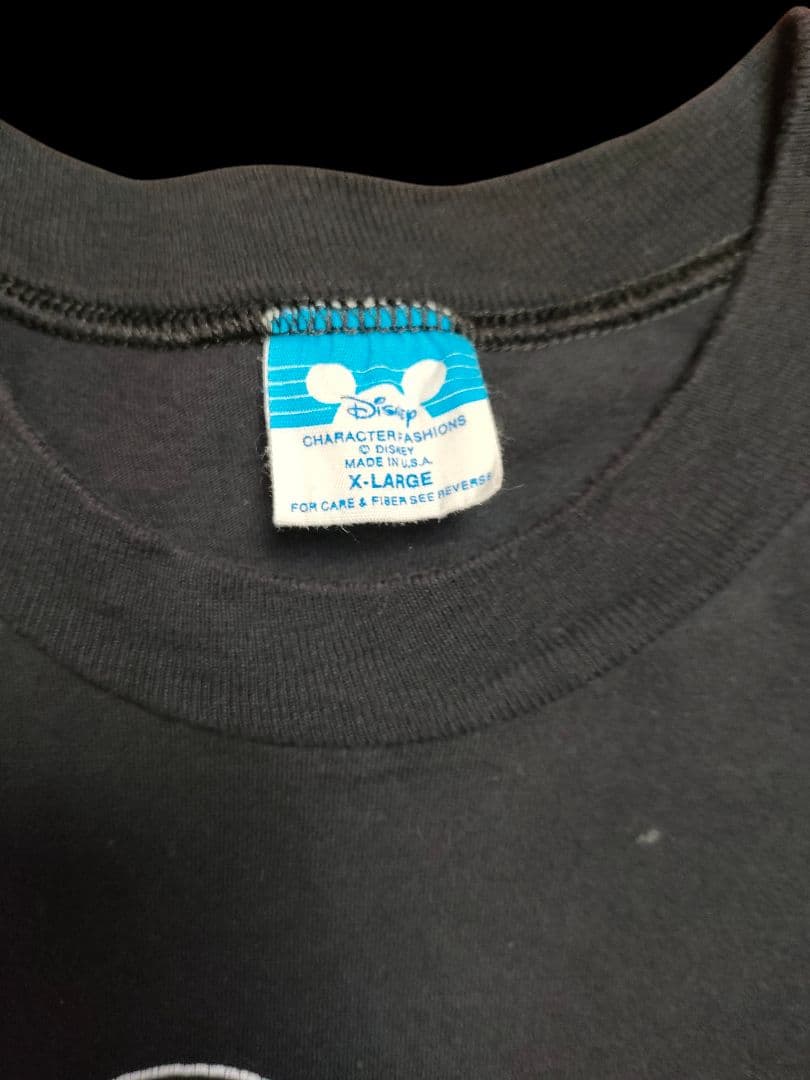 Disney
CHARACTER FASHIONS
© DISNEY
MADE IN U.S.A.
X-LARGE
FOR CARE & FIBER SEE REVERSE